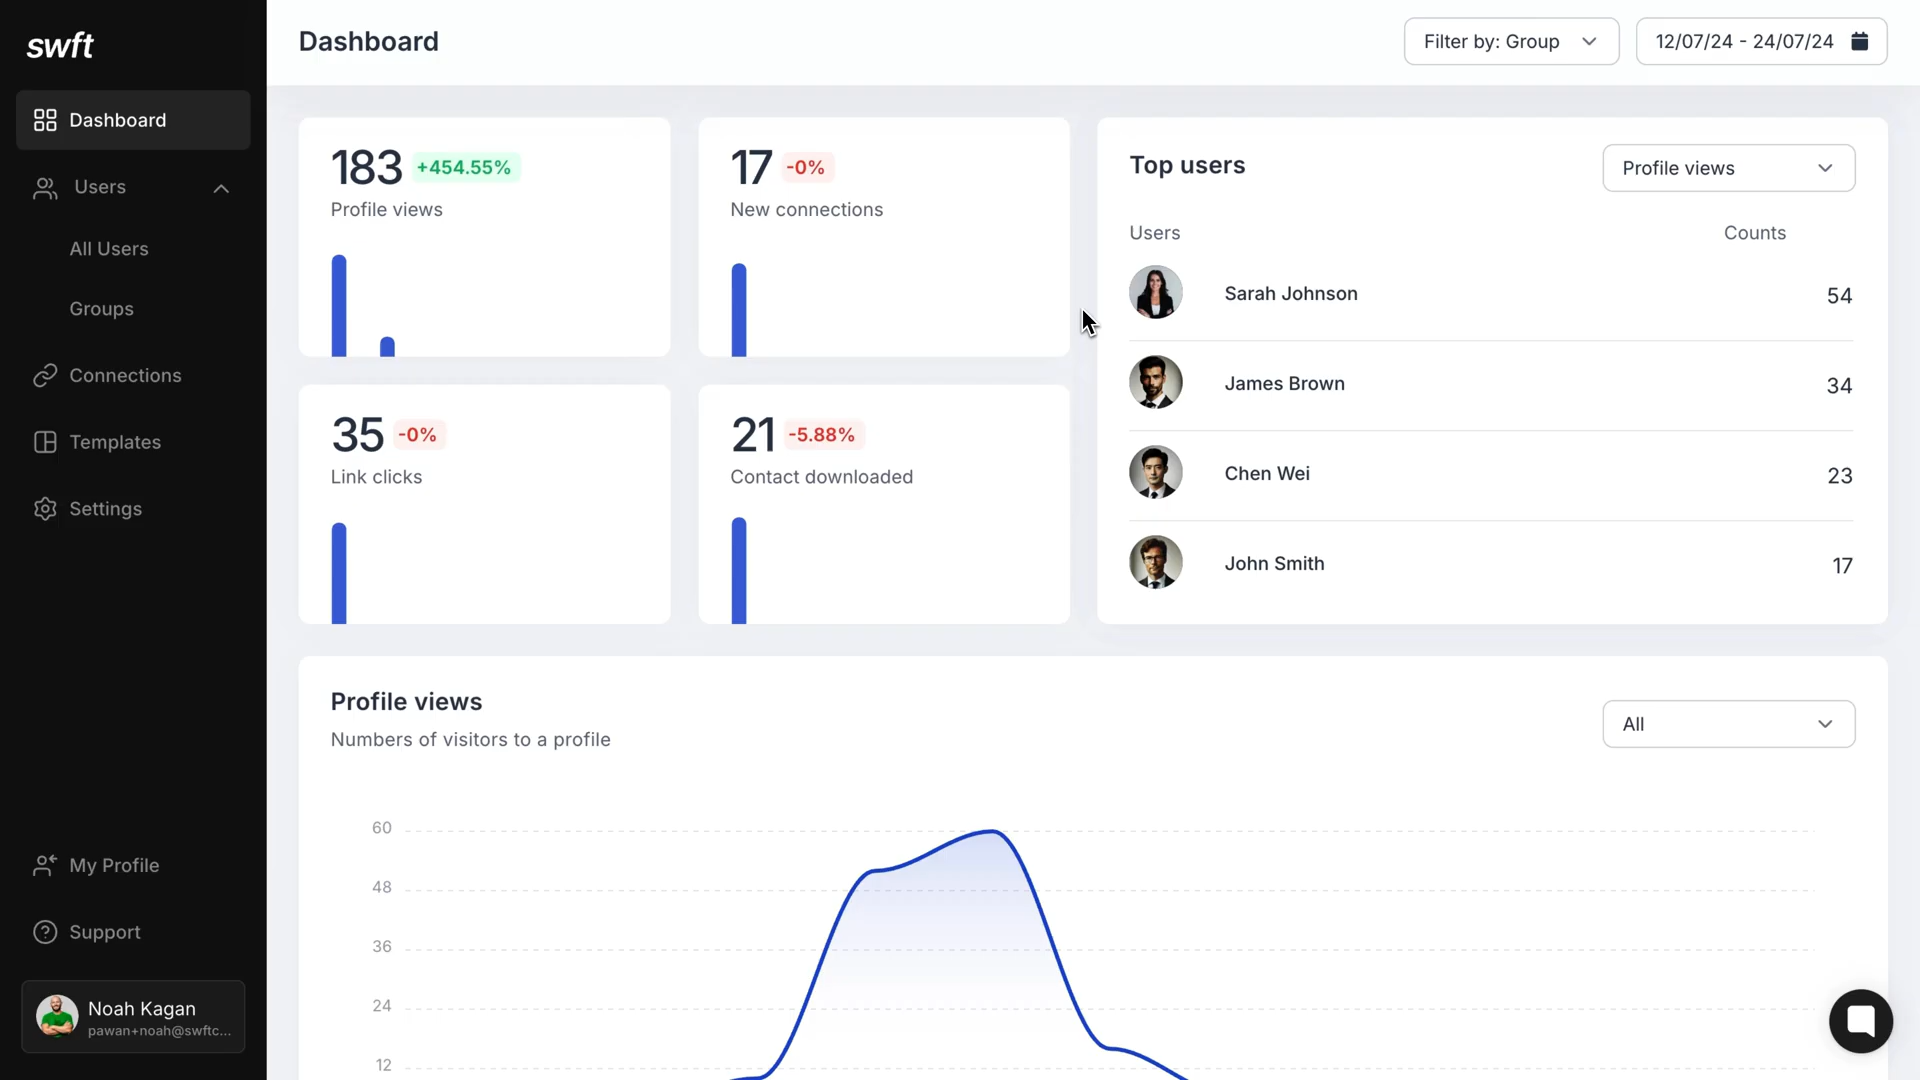 swft
Dashboard
Users
All Users
Groups
Connections
Templates
Settings
My Profile
Support
Noah Kagan
pawan+noah@swftc...
Dashboard
Filter by: Group
12/07/24 - 24/07/24
183 +454.55%
Profile views
17 -0%
New connections
35 -0%
Link clicks
21 -5.88%
Contact downloaded
Top users
Profile views
Users Counts
Sarah Johnson 54
James Brown 34
Chen Wei 23
John Smith 17
Profile views
Numbers of visitors to a profile
All
60
48
36
24
12